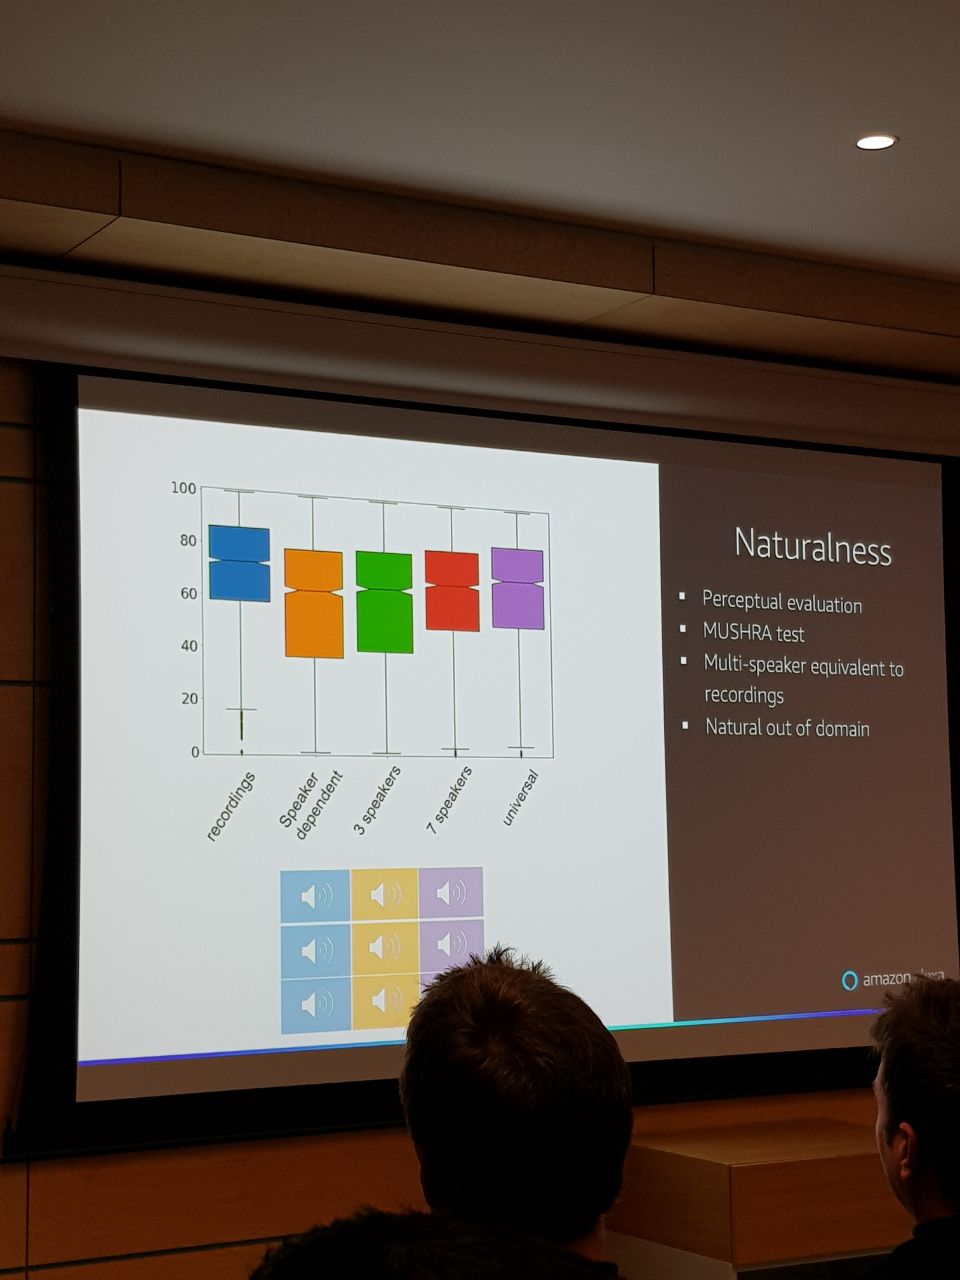 100
80
60
40
20
0
recordings
Speaker
dependent
3 speakers
7 speakers
universal
Naturalness
▪ Perceptual evaluation
▪ MUSHRA test
▪ Multi-speaker equivalent to
recordings
▪ Natural out of domain
amazon alexa